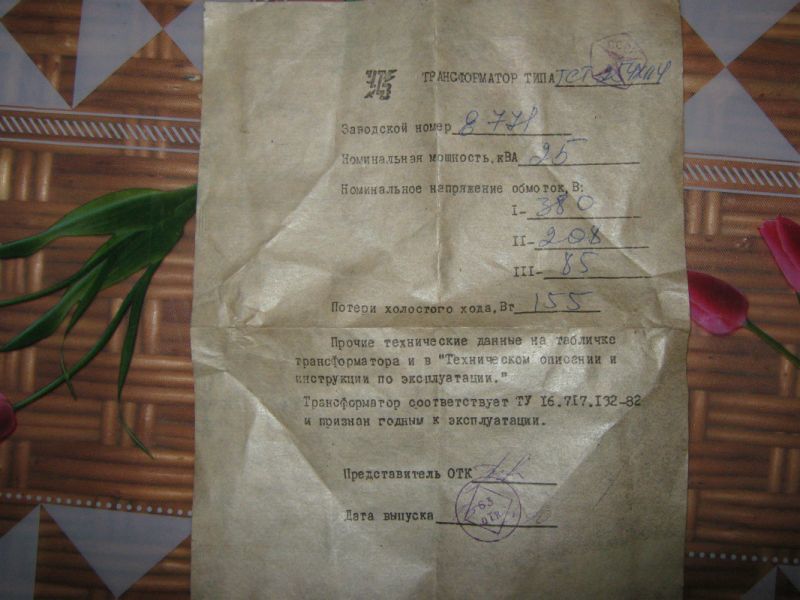 ТРАНСФОРМАТОР ТИПА
Заводской номер 8771
Номинальная мощность, кВА 25
Номинальное напряжение обмоток, В:
I- 380
II- 208
III- 85
Потери холостого хода, Вт 155
Прочие технические данные на табличке
трансформатора и в "Техническом описании и
инструкции по эксплуатации."
Трансформатор соответствует ТУ 16.717.132-82
и признан годным к эксплуатации.
Представитель ОТК
Дата выпуска
63
ОТК